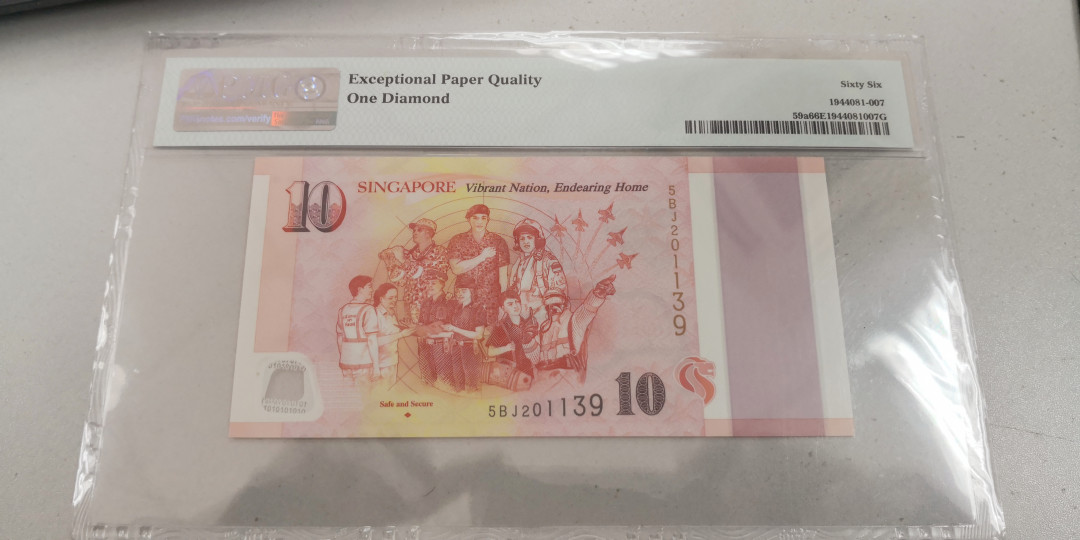 Exceptional Paper Quality
One Diamond
Sixty Six
1944081-007
59a66E1944081007G
10 SINGAPORE Vibrant Nation, Endearing Home
5BJ201139
Safe and Secure
5BJ201139 10